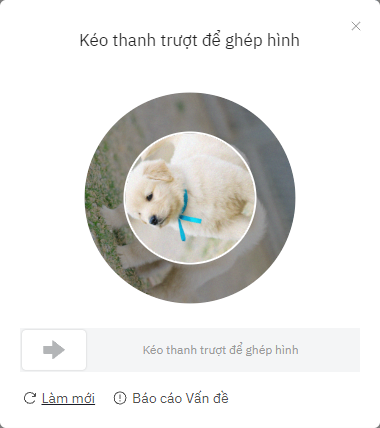 Kéo thanh trượt để ghép hình
Kéo thanh trượt để ghép hình
Làm mới
Báo cáo Vấn đề